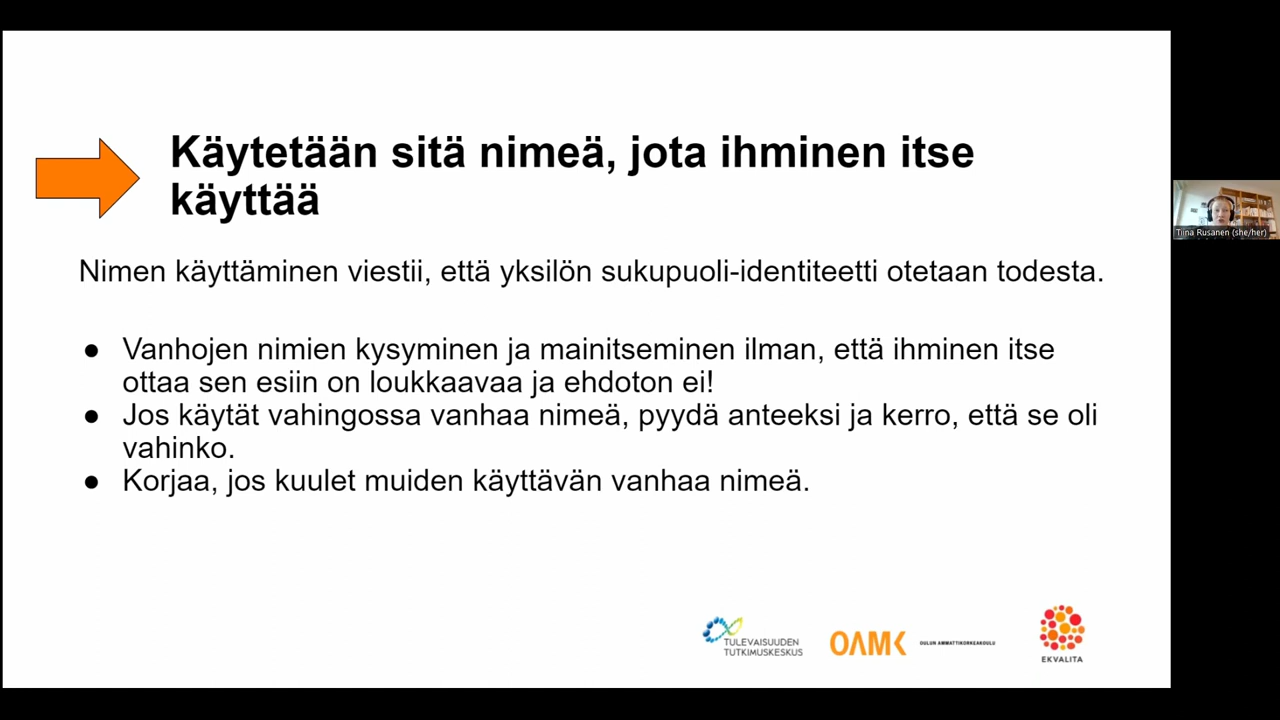 Käytetään sitä nimeä, jota ihminen itse
käyttää
Nimen käyttäminen viestii, että yksilön sukupuoli-identiteetti otetaan todesta.
● Vanhojen nimien kysyminen ja mainitseminen ilman, että ihminen itse
ottaa sen esiin on loukkaavaa ja ehdoton ei!
● Jos käytät vahingossa vanhaa nimeä, pyydä anteeksi ja kerro, että se oli
vahinko.
● Korjaa, jos kuulet muiden käyttävän vanhaa nimeä.
Tiina Rusanen (she/her)
TULEVAISUUDEN
TUTKIMUSKESKUS
OAMK
OULUN AMMATTIKORKEAKOULU
EKVALITA